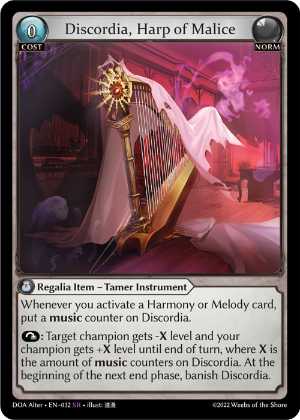 0
Discordia, Harp of Malice
COST
NORM
Regalia Item – Tamer Instrument
Whenever you activate a Harmony or Melody card,
put a music counter on Discordia.
: Target champion gets -X level and your
champion gets +X level until end of turn, where X is
the amount of music counters on Discordia. At the
beginning of the next end phase, banish Discordia.
DOA Alter • EN-032 SR • illust: 道漫
©2022 Weebs of the Shore